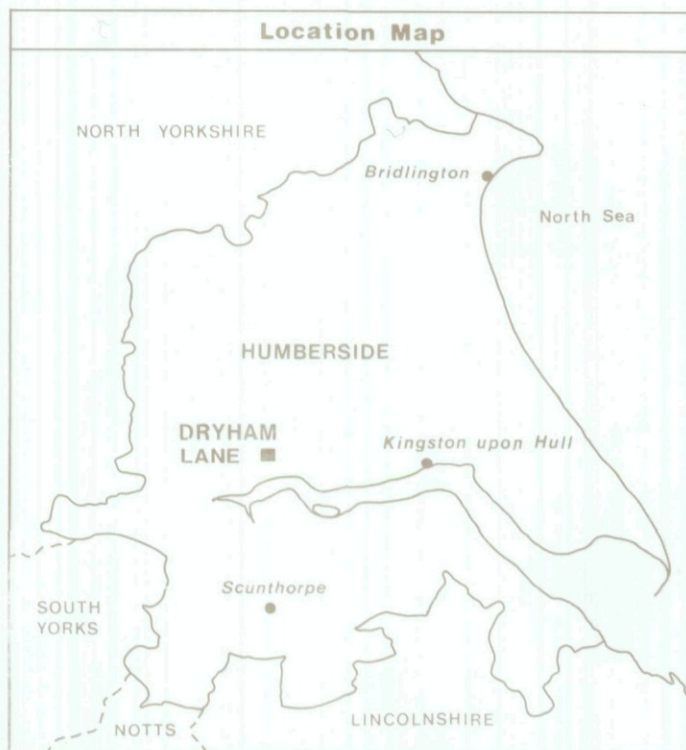 Location Map
NORTH YORKSHIRE
Bridlington
North Sea
HUMBERSIDE
DRYHAM
LANE
Kingston upon Hull
Scunthorpe
SOUTH
YORKS
NOTTS
LINCOLNSHIRE